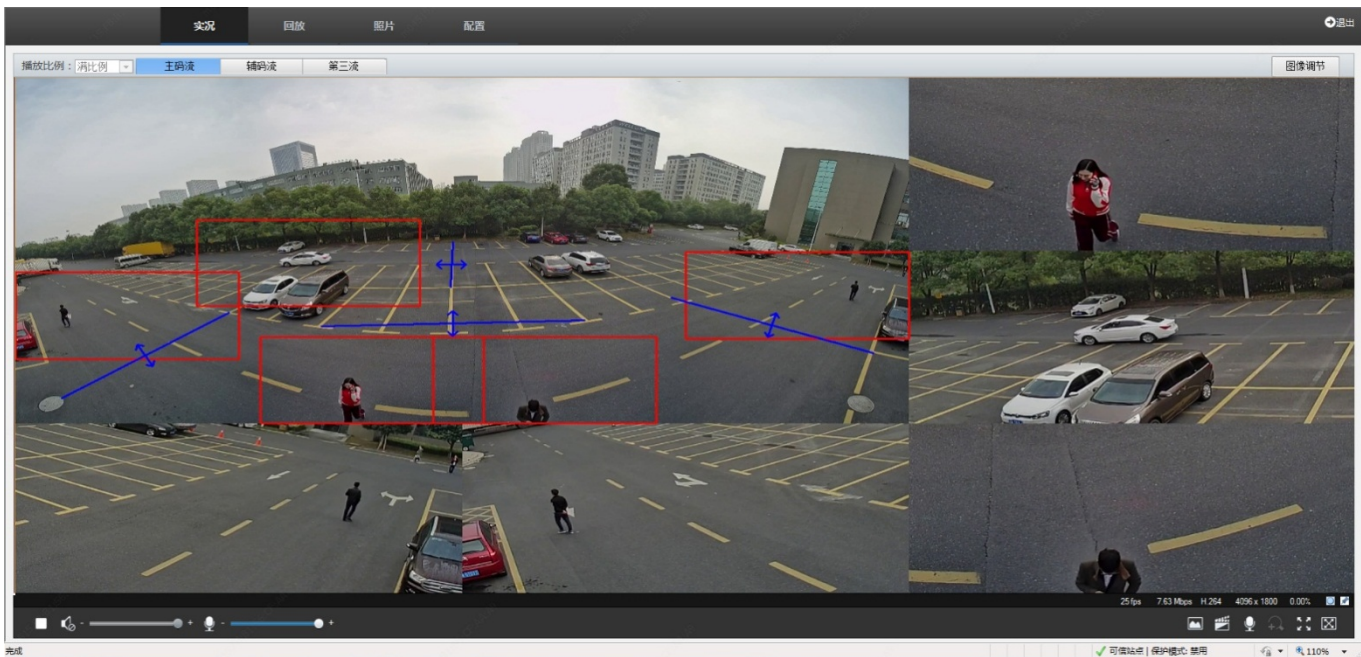 实况 回放 照片 配置 退出
播放比例： 满比例 主码流 辅码流 第三流 图像调节
25 fps 7.63 Mbps H.264 4096 x 1800 0.00%
- + - +
完成 可信站点 | 保护模式: 禁用 110%